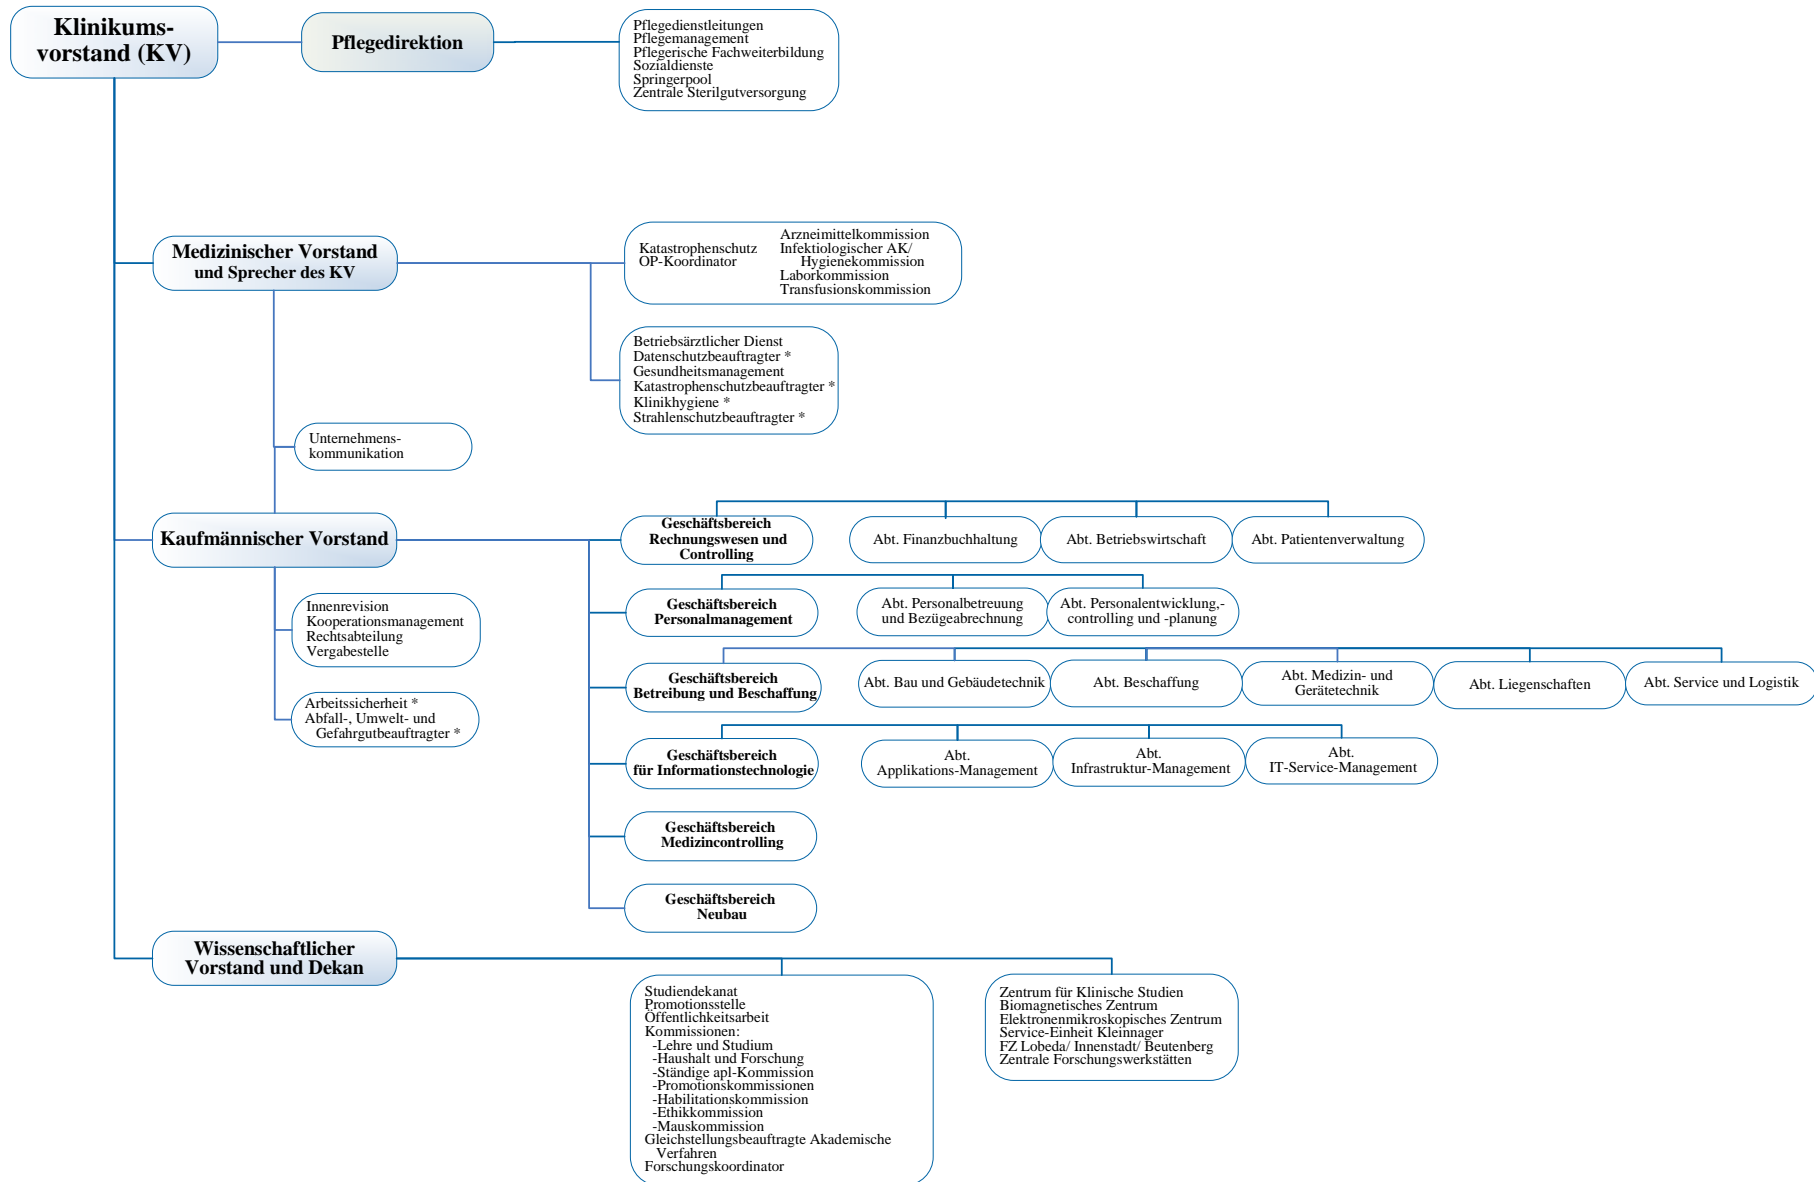 Klinikums-
vorstand (KV)
Pflegedirektion
Pflegedienstleitungen
Pflegemanagement
Pflegerische Fachweiterbildung
Sozialdienste
Springerpool
Zentrale Sterilgutversorgung
Medizinischer Vorstand
und Sprecher des KV
Katastrophenschutz
OP-Koordinator
Arzneimittelkommission
Infektiologischer AK/
Hygienekommission
Laborkommission
Transfusionskommission
Betriebsärztlicher Dienst
Datenschutzbeauftragter *
Gesundheitsmanagement
Katastrophenschutzbeauftragter *
Klinikhygiene *
Strahlenschutzbeauftragter *
Unternehmens-
kommunikation
Kaufmännischer Vorstand
Innenrevision
Kooperationsmanagement
Rechtsabteilung
Vergabestelle
Arbeitssicherheit *
Abfall-, Umwelt- und
Gefahrgutbeauftragter *
Geschäftsbereich
Rechnungswesen und
Controlling
Abt. Finanzbuchhaltung
Abt. Betriebswirtschaft
Abt. Patientenverwaltung
Geschäftsbereich
Personalmanagement
Abt. Personalbetreuung
und Bezügeabrechnung
Abt. Personalentwicklung,-
controlling und -planung
Geschäftsbereich
Betreibung und Beschaffung
Abt. Bau und Gebäudetechnik
Abt. Beschaffung
Abt. Medizin- und
Gerätetechnik
Abt. Liegenschaften
Abt. Service und Logistik
Geschäftsbereich
für Informationstechnologie
Abt.
Applikations-Management
Abt.
Infrastruktur-Management
Abt.
IT-Service-Management
Geschäftsbereich
Medizincontrolling
Geschäftsbereich
Neubau
Wissenschaftlicher
Vorstand und Dekan
Studiendekanat
Promotionsstelle
Öffentlichkeitsarbeit
Kommissionen:
-Lehre und Studium
-Haushalt und Forschung
-Ständige apl-Kommission
-Promotionskommissionen
-Habilitationskommission
-Ethikkommission
-Mauskommission
Gleichstellungsbeauftragte Akademische
Verfahren
Forschungskoordinator
Zentrum für Klinische Studien
Biomagnetisches Zentrum
Elektronenmikroskopisches Zentrum
Service-Einheit Kleinnager
FZ Lobeda/ Innenstadt/ Beutenberg
Zentrale Forschungswerkstätten